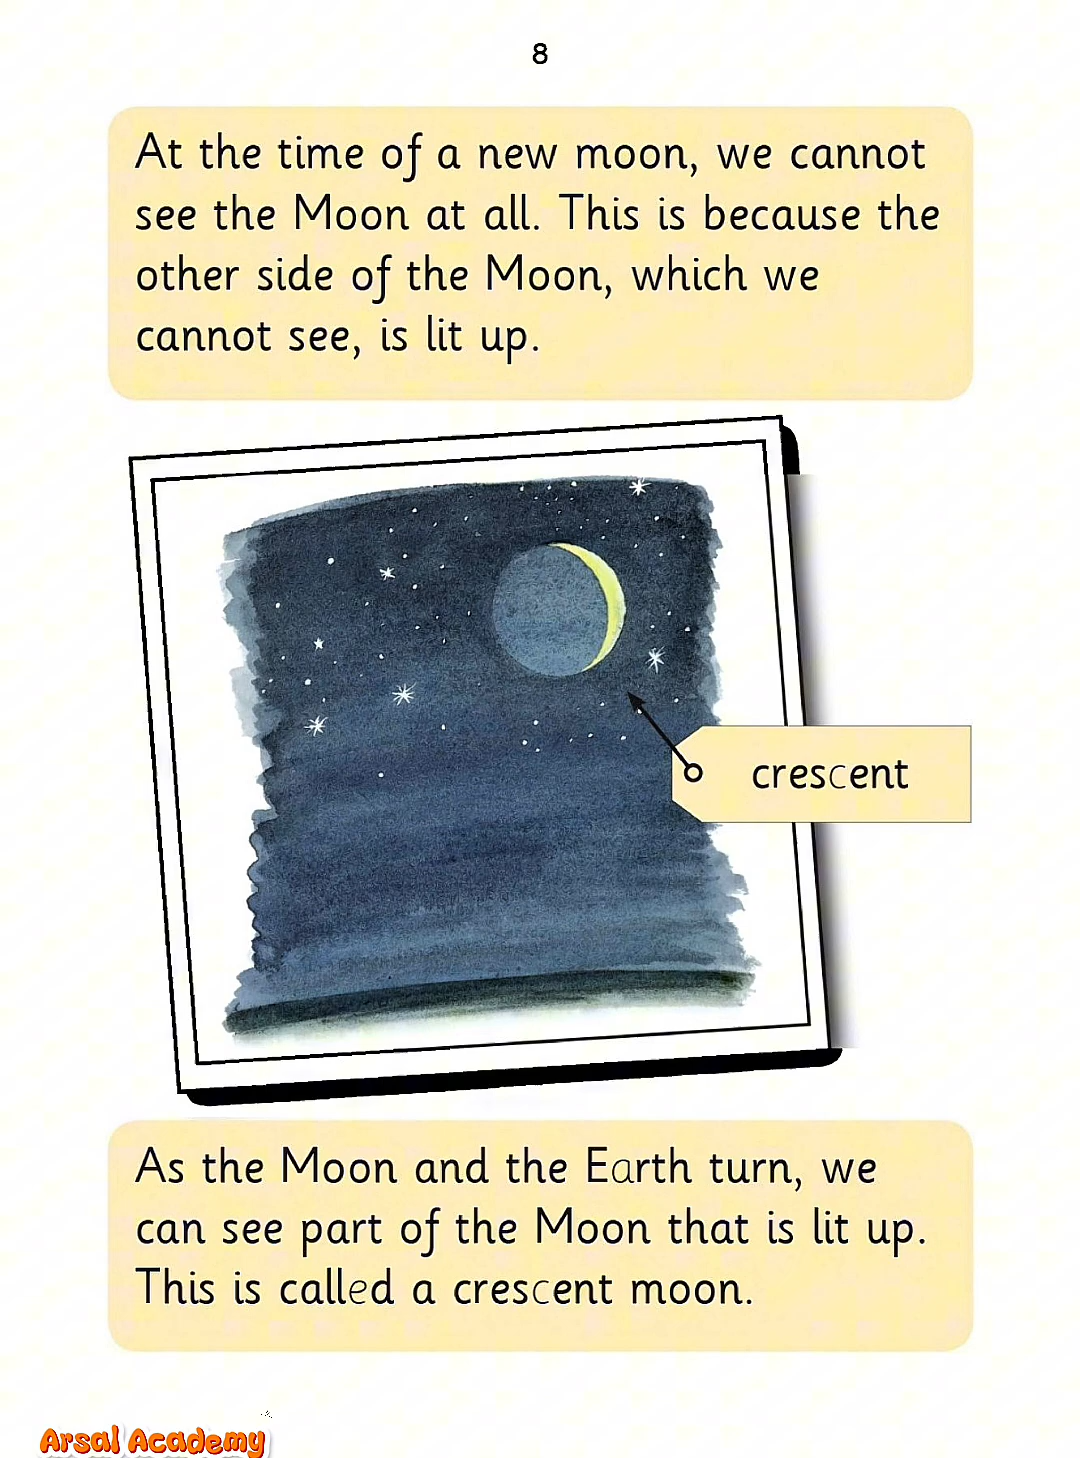 8
At the time of a new moon, we cannot
see the Moon at all. This is because the
other side of the Moon, which we
cannot see, is lit up.
crescent
As the Moon and the Earth turn, we
can see part of the Moon that is lit up.
This is called a crescent moon.
Arsal Academy